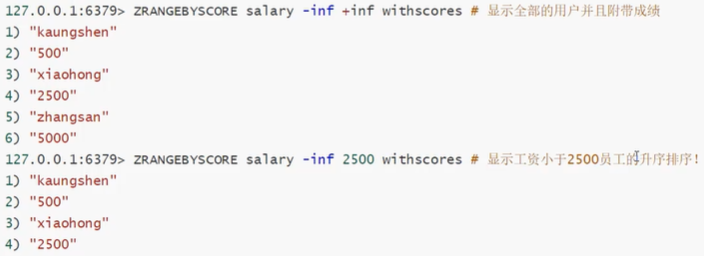 127.0.0.1:6379> ZRANGEBYSCORE salary -inf +inf withscores # 显示全部的用户并且附带成绩
1) "kaungshen"
2) "500"
3) "xiaohong"
4) "2500"
5) "zhangsan"
6) "5000"
127.0.0.1:6379> ZRANGEBYSCORE salary -inf 2500 withscores # 显示工资小于2500员工的升序排序！
1) "kaungshen"
2) "500"
3) "xiaohong"
4) "2500"